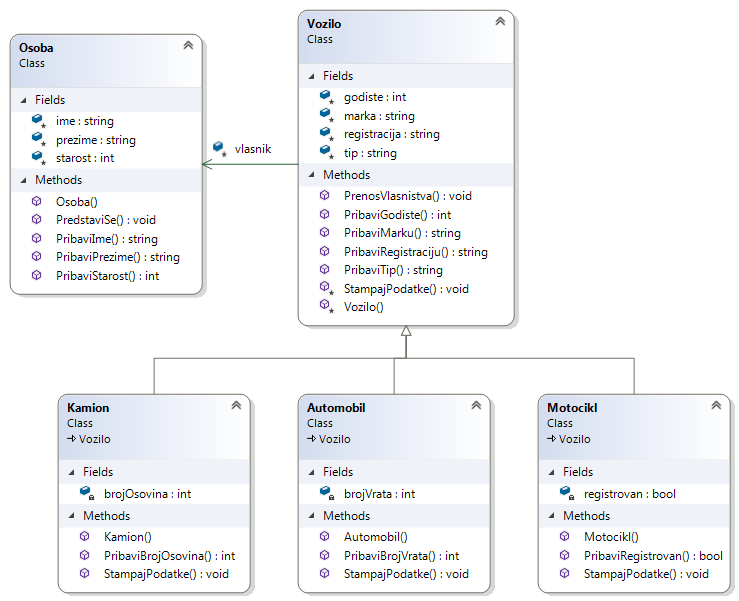 Osoba
Class
Fields
ime : string
prezime : string
starost : int
Methods
Osoba()
PredstaviSe() : void
PribaviIme() : string
PribaviPrezime() : string
PribaviStarost() : int
vlasnik
Vozilo
Class
Fields
godiste : int
marka : string
registracija : string
tip : string
Methods
PrenosVlasnistva() : void
PribaviGodiste() : int
PribaviMarku() : string
PribaviRegistraciju() : string
PribaviTip() : string
StampajPodatke() : void
Vozilo()
Kamion
Class
Vozilo
Fields
brojOsovina : int
Methods
Kamion()
PribaviBrojOsovina() : int
StampajPodatke() : void
Automobil
Class
Vozilo
Fields
brojVrata : int
Methods
Automobil()
PribaviBrojVrata() : int
StampajPodatke() : void
Motocikl
Class
Vozilo
Fields
registrovan : bool
Methods
Motocikl()
PribaviRegistrovan() : bool
StampajPodatke() : void